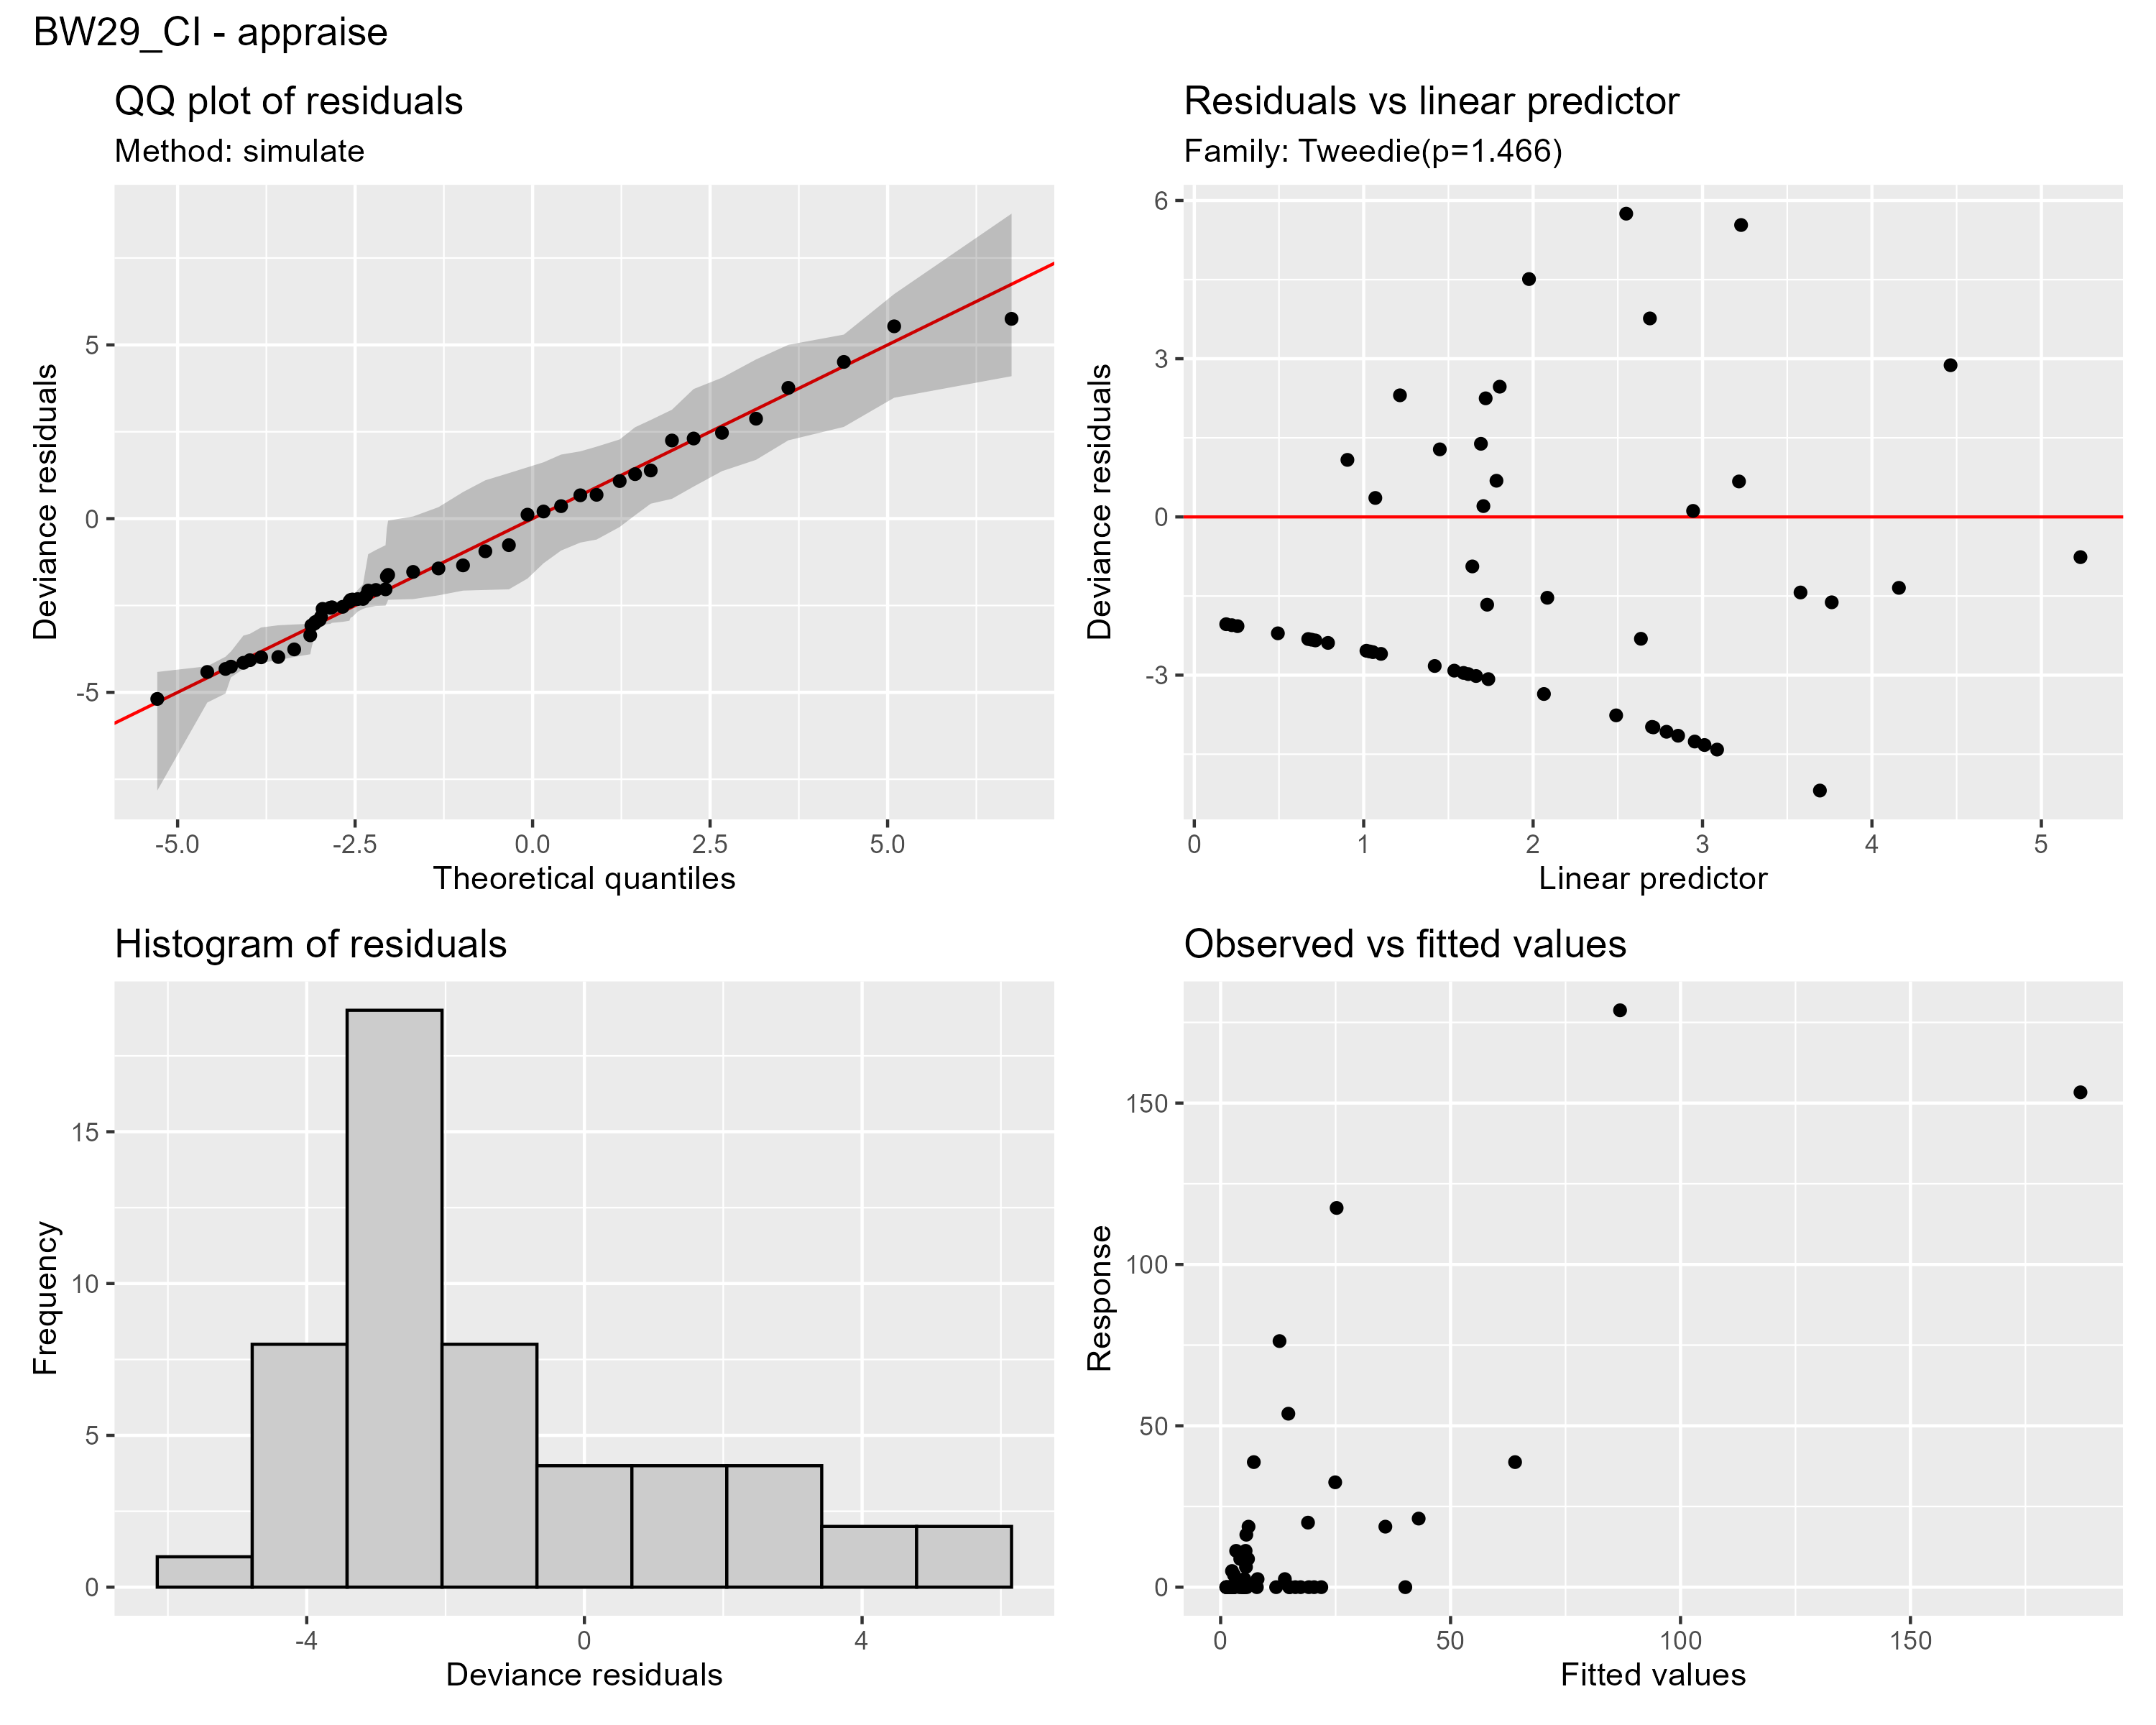 BW29_CI - appraise
QQ plot of residuals
Method: simulate
Deviance residuals
5
0
-5
-5.0 -2.5 0.0 2.5 5.0
Theoretical quantiles
Residuals vs linear predictor
Family: Tweedie(p=1.466)
Deviance residuals
6
3
0
-3
0 1 2 3 4 5
Linear predictor
Histogram of residuals
Frequency
15
10
5
0
-4 0 4
Deviance residuals
Observed vs fitted values
Response
150
100
50
0
0 50 100 150
Fitted values